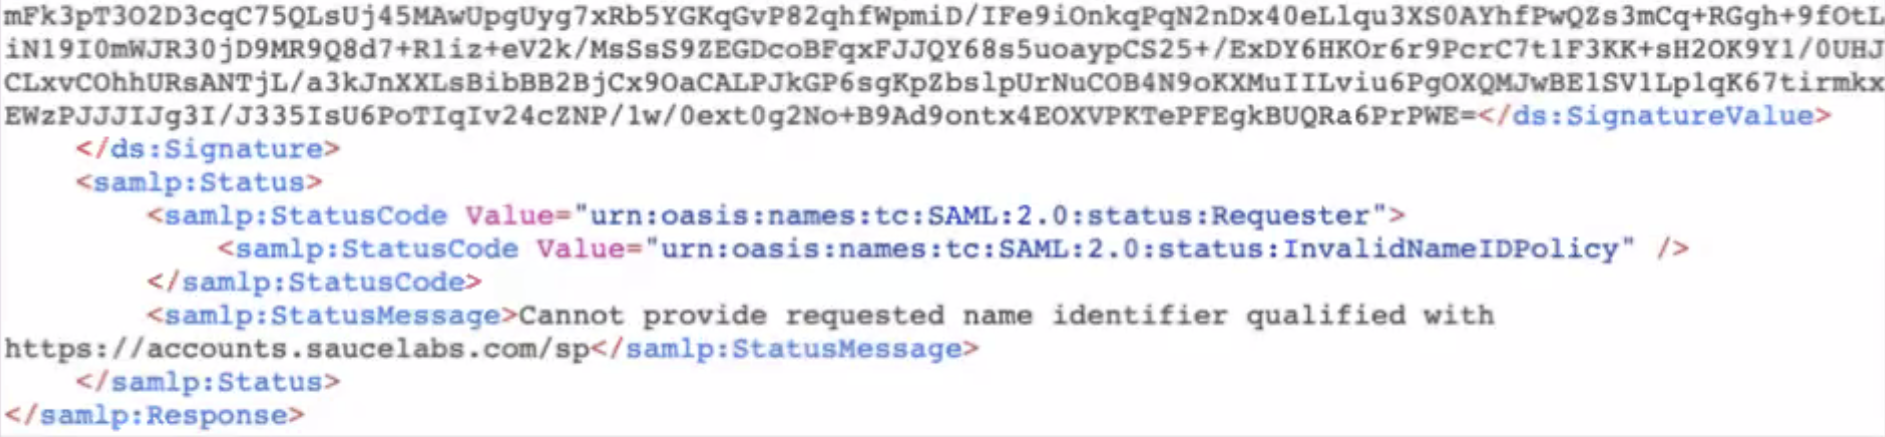 mFk3pT3O2D3cqC75QLsUj45MAwUpgUyg7xRb5YGKqGvP82qhfWpmiD/IFe9iOnkqPqN2nDx40eLlqu3XS0AYhfPwQZs3mCq+RGgh+9fOtL
iN19I0mWJR30jD9MR9Q8d7+R1iz+eV2k/MsSsS9ZEGDcoBFqxFJJQY68s5uoaypCS25+/ExDY6HKOr6r9PcrC7t1F3KK+sH2OK9Y1/0UHJ
CLxvCOhhURsANTjL/a3kJnXXLsBibBB2BjCx9OaCALPJkGP6sgKpZbslpUrNuCOB4N9oKXMuIILviu6PgOXQMJwBE1SV1Lp1qK67tirmkx
EWzPJJJIJg3I/J335IsU6PoTIqIv24cZNP/1w/0ext0g2No+B9Ad9ontx4EOXVPKTePFEgkBUQRa6PrPWE=</ds:SignatureValue>
</ds:Signature>
<samlp:Status>
<samlp:StatusCode Value="urn:oasis:names:tc:SAML:2.0:status:Requester">
<samlp:StatusCode Value="urn:oasis:names:tc:SAML:2.0:status:InvalidNameIDPolicy" />
</samlp:StatusCode>
<samlp:StatusMessage>Cannot provide requested name identifier qualified with
https://accounts.saucelabs.com/sp</samlp:StatusMessage>
</samlp:Status>
</samlp:Response>